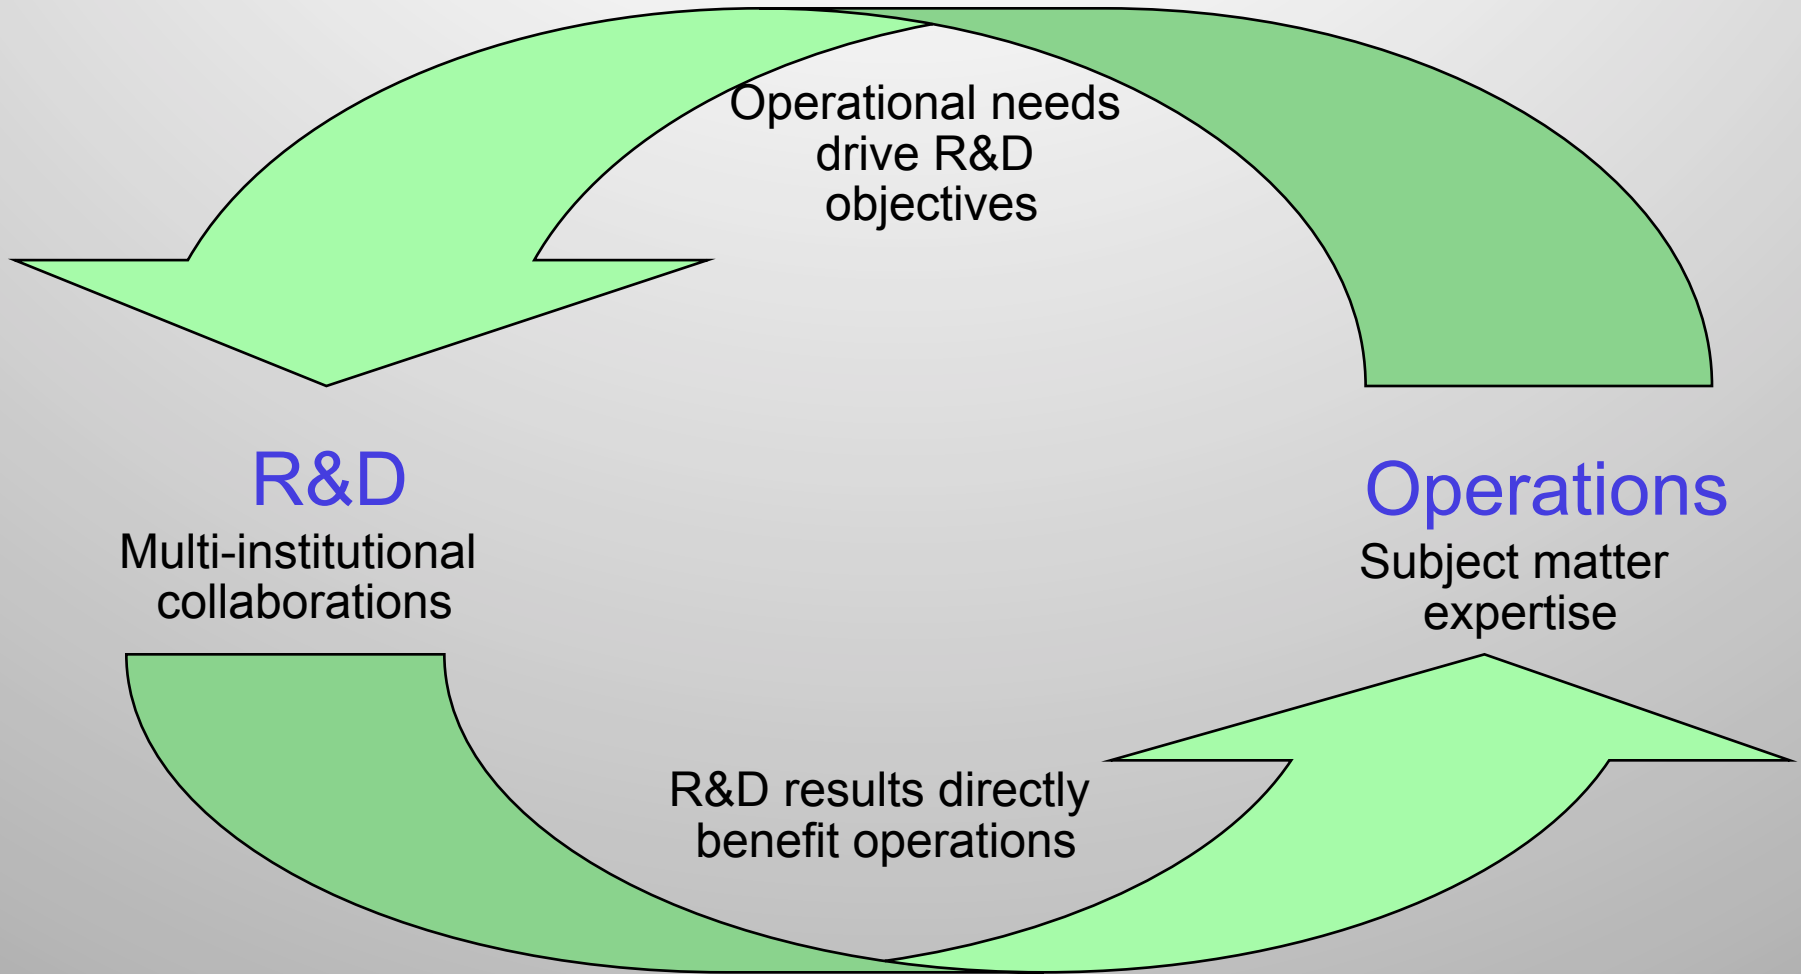 Operational needs
drive R&D
objectives
R&D
Multi-institutional
collaborations
Operations
Subject matter
expertise
R&D results directly
benefit operations